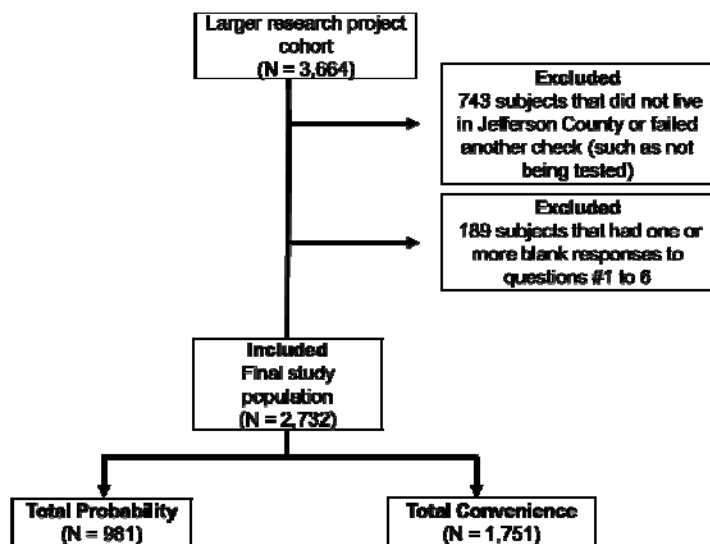 Larger research project
cohort
(N = 3,664)
Excluded
743 subjects that did not live
in Jefferson County or failed
another check (such as not
being tested)
Excluded
189 subjects that had one or
more blank responses to
questions #1 to 6
Included
Final study
population
(N = 2,732)
Total Probability
(N = 981)
Total Convenience
(N = 1,751)